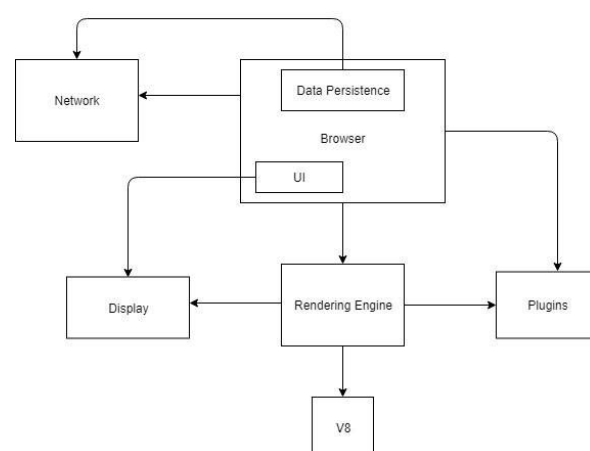 Data Persistence
Network
Browser
UI
Display
Rendering Engine
Plugins
V8